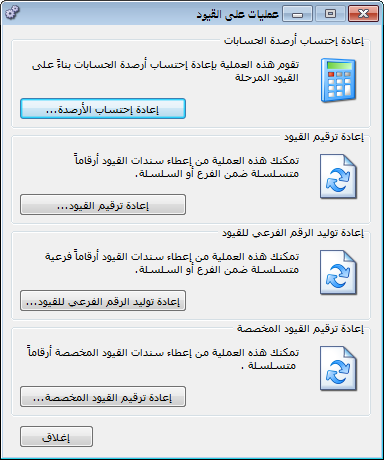 عمليات على القيود
إعادة إحتساب أرصدة الحسابات
تقوم هذه العملية بإعادة إحتساب أرصدة الحسابات بناءً على
القيود المرحلة
إعادة إحتساب الأرصدة...
إعادة ترقيم القيود
تمكنك هذه العملية من إعطاء سندات القيود أرقاماً
متسلسلة ضمن الفرع أو السلسلة.
إعادة ترقيم القيود...
إعادة توليد الرقم الفرعي للقيود
تمكنك هذه العملية من إعطاء سندات القيود أرقاماً فرعية
متسلسلة ضمن الفرع أو السلسلة.
إعادة توليد الرقم الفرعي للقيود...
إعادة ترقيم القيود المخصصة
تمكنك هذه العملية من إعطاء سندات القيود المخصصة أرقاماً
متسلسلة .
إعادة ترقيم القيود المخصصة...
إغلاق